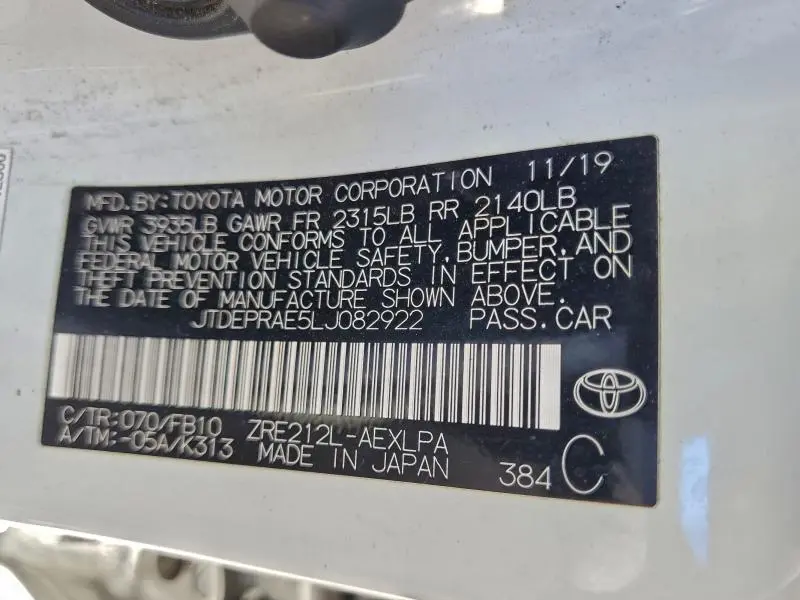 MFD. BY: TOYOTA MOTOR CORPORATION 11/19
GVWR 3935LB GAWR FR 2315LB RR 2140LB
THIS VEHICLE CONFORMS TO ALL APPLICABLE
FEDERAL MOTOR VEHICLE SAFETY, BUMPER, AND
THEFT PREVENTION STANDARDS IN EFFECT ON
THE DATE OF MANUFACTURE SHOWN ABOVE.
JTDEPRAE5LJ082922 PASS.CAR
C/TR:070/FB10 ZRE212L-AEXLPA
A/TM:-05A/K313 MADE IN JAPAN 384 C